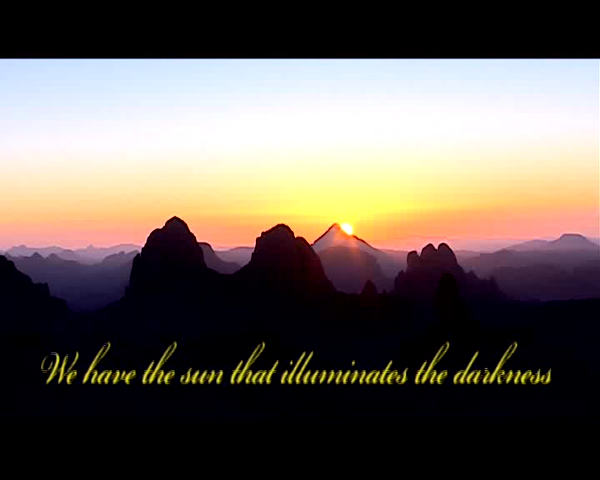 We have the sun that illuminates the darkness